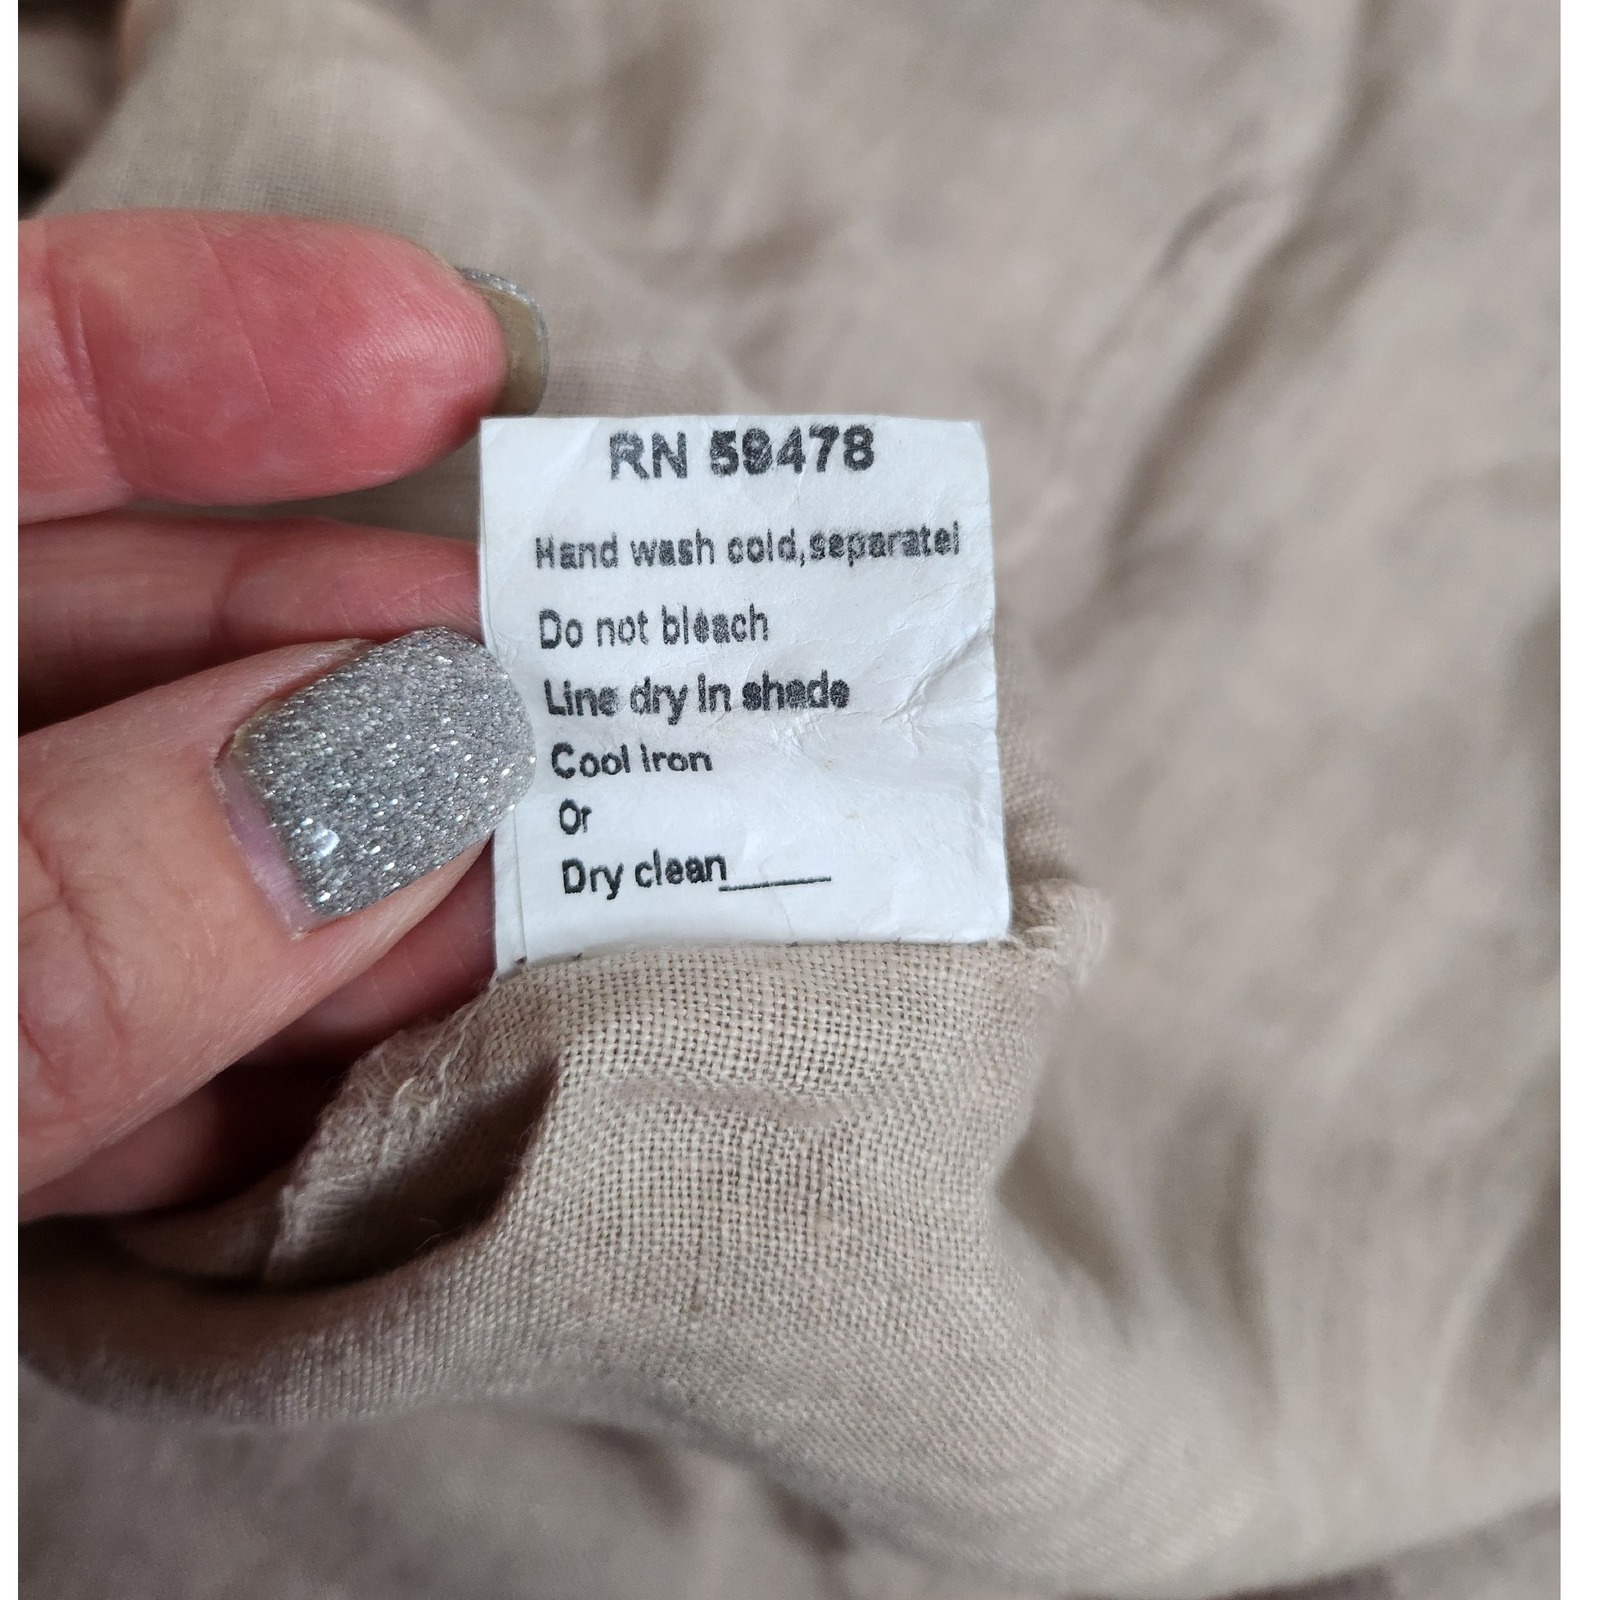 RN 59478
Hand wash cold,separatel
Do not bleach
Line dry in shade
Cool iron
Or
Dry clean_____